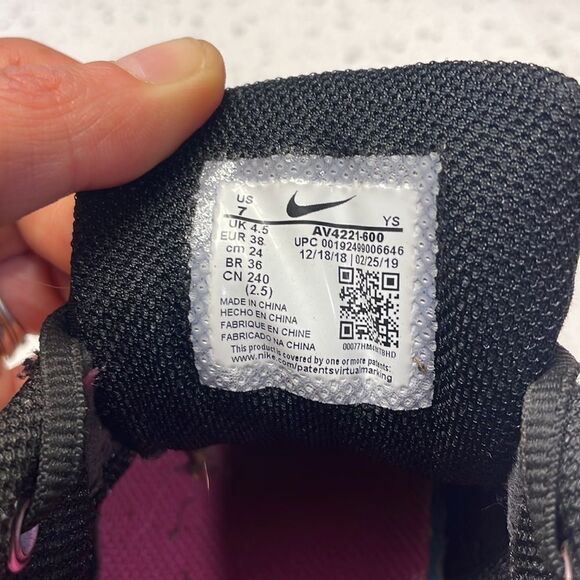 US
7
YS
UK 4.5
EUR 38
cm 24
BR 36
CN 240
(2.5)
AV4221-600
UPC 00192499006646
12/18/18 | 02/25/19
MADE IN CHINA
HECHO EN CHINA
FABRIQUE EN CHINE
FABRICADO NA CHINA
This product is covered by one or more patents:
www.nike.com/patentsvirtualmarking